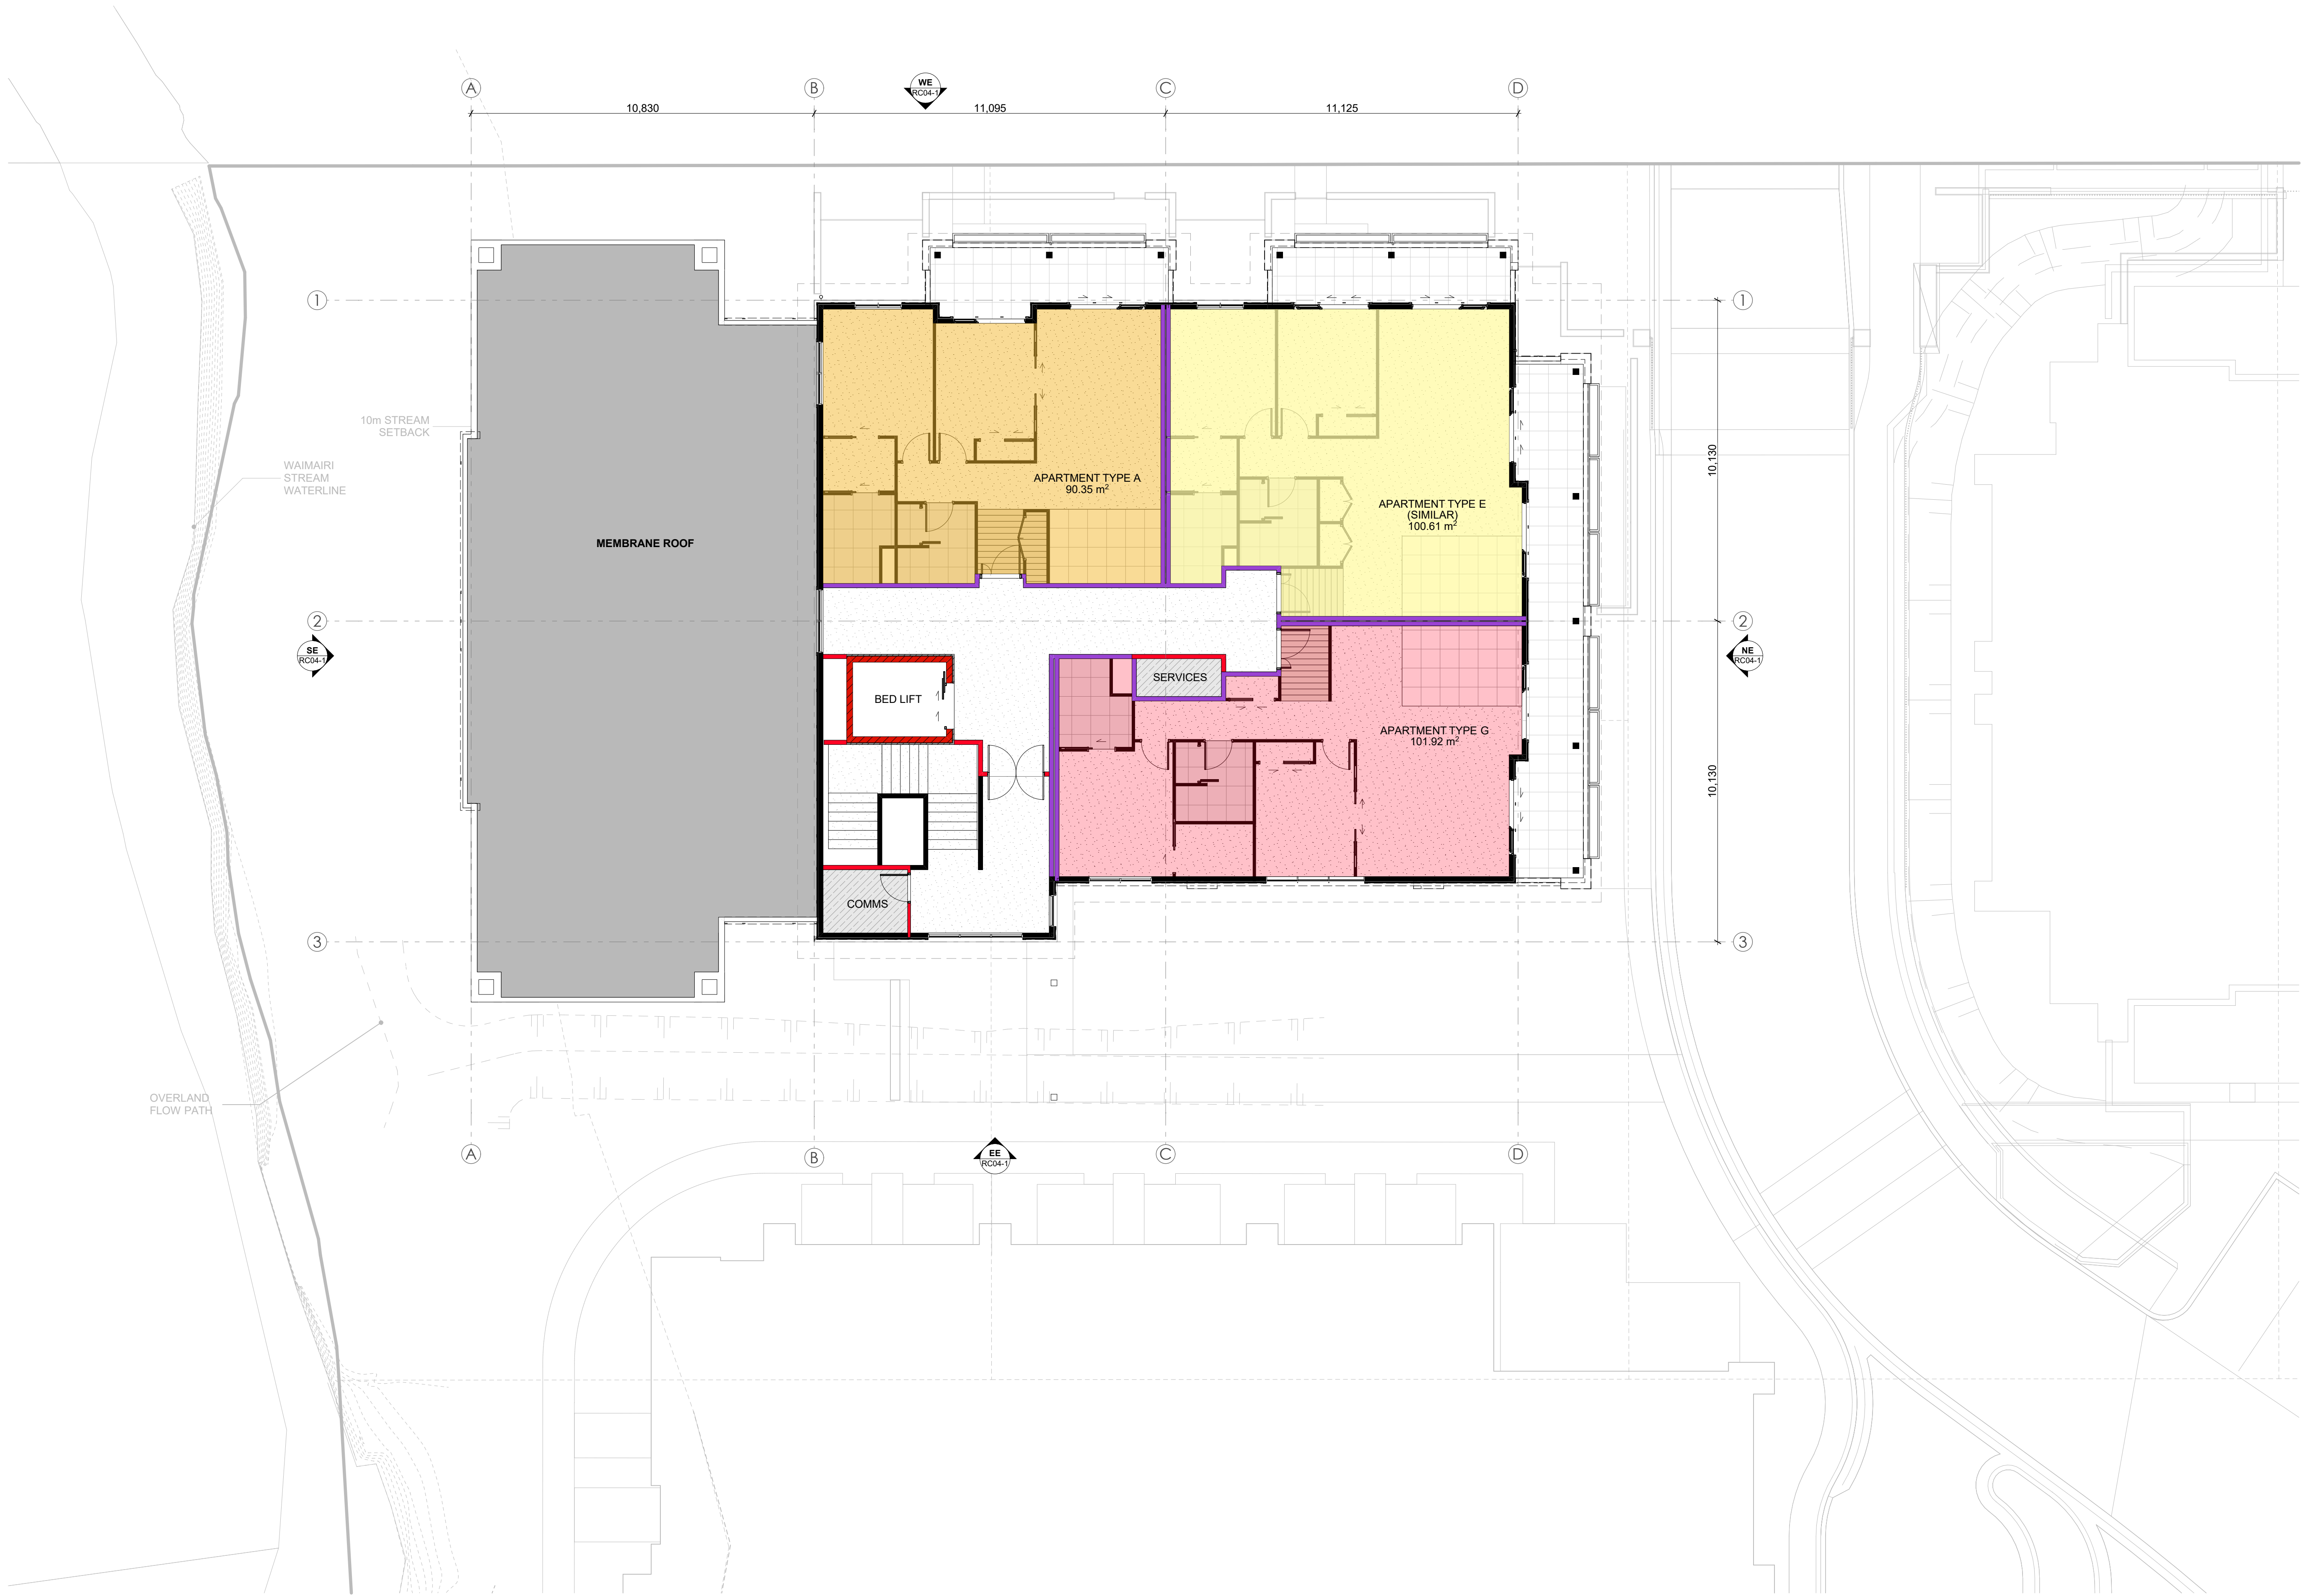 WE
RC04-1
A
B
C
D
10,830
11,095
11,125
1
1
10m STREAM
SETBACK
WAIMAIRI
STREAM
WATERLINE
APARTMENT TYPE A
90.35 m²
APARTMENT TYPE E
(SIMILAR)
100.61 m²
10,130
MEMBRANE ROOF
2
2
SE
RC04-1
NE
RC04-1
SERVICES
BED LIFT
APARTMENT TYPE G
101.92 m²
10,130
COMMS
3
3
OVERLAND
FLOW PATH
A
B
C
D
EE
RC04-1